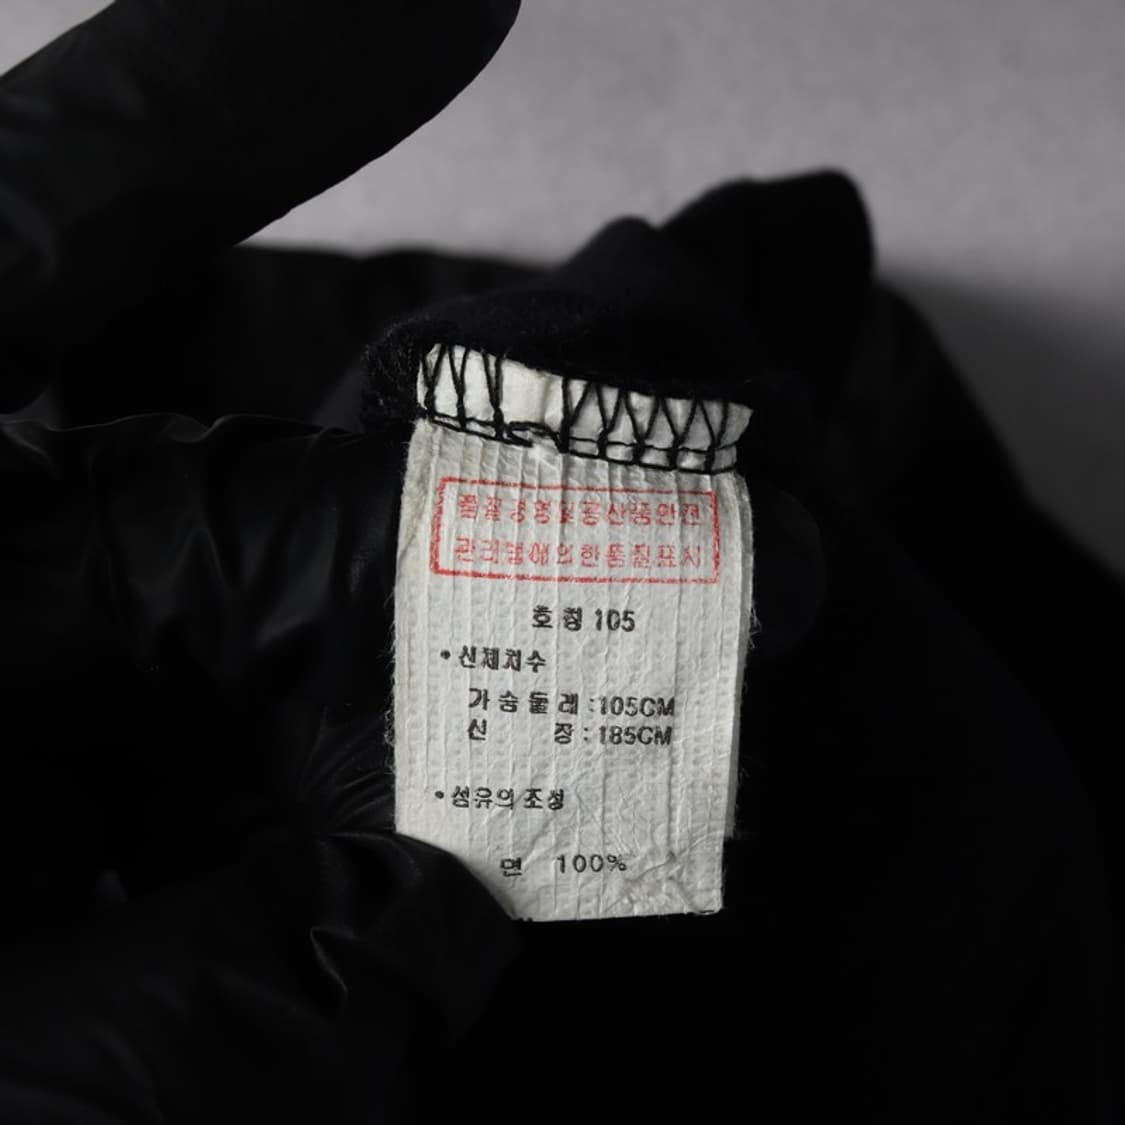 품질경영및공산품안전
관리법에의한품질표시
호칭 105
• 신체치수
가슴둘레 : 105CM
신 장 : 185CM
• 섬유의 조성
면 100%